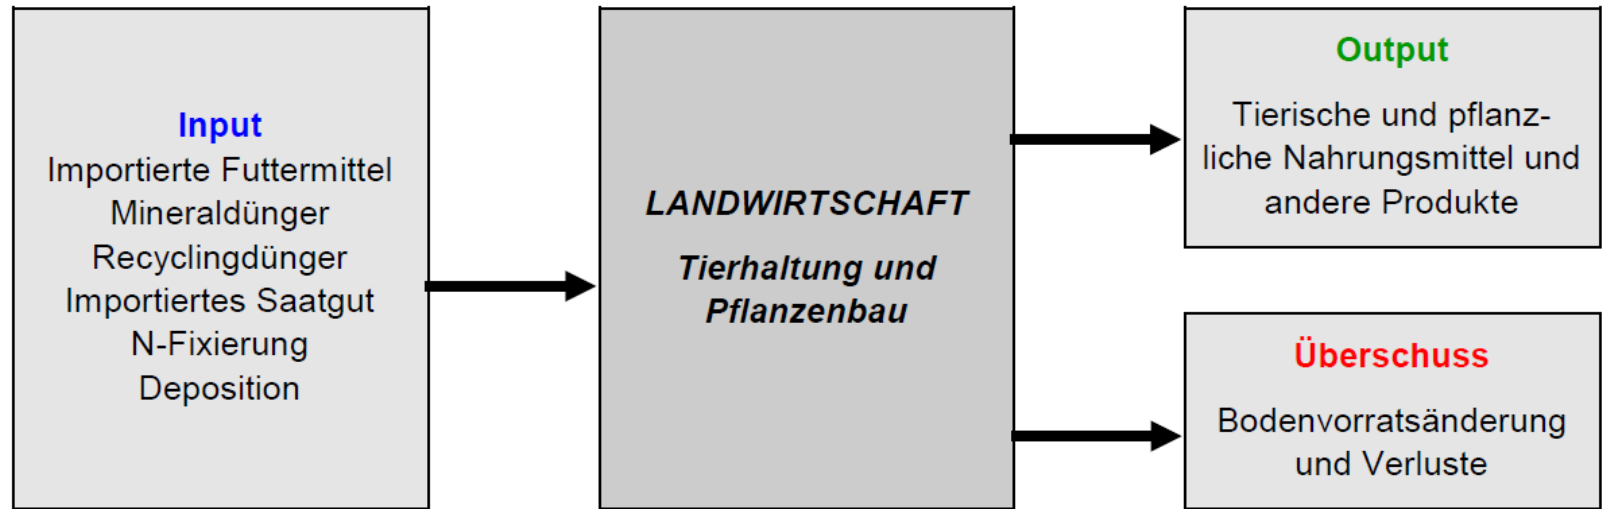 Input
Importierte Futtermittel
Mineraldünger
Recyclingdünger
Importiertes Saatgut
N-Fixierung
Deposition
LANDWIRTSCHAFT
Tierhaltung und
Pflanzenbau
Output
Tierische und pflanz-
liche Nahrungsmittel und
andere Produkte
Überschuss
Bodenvorratsänderung
und Verluste